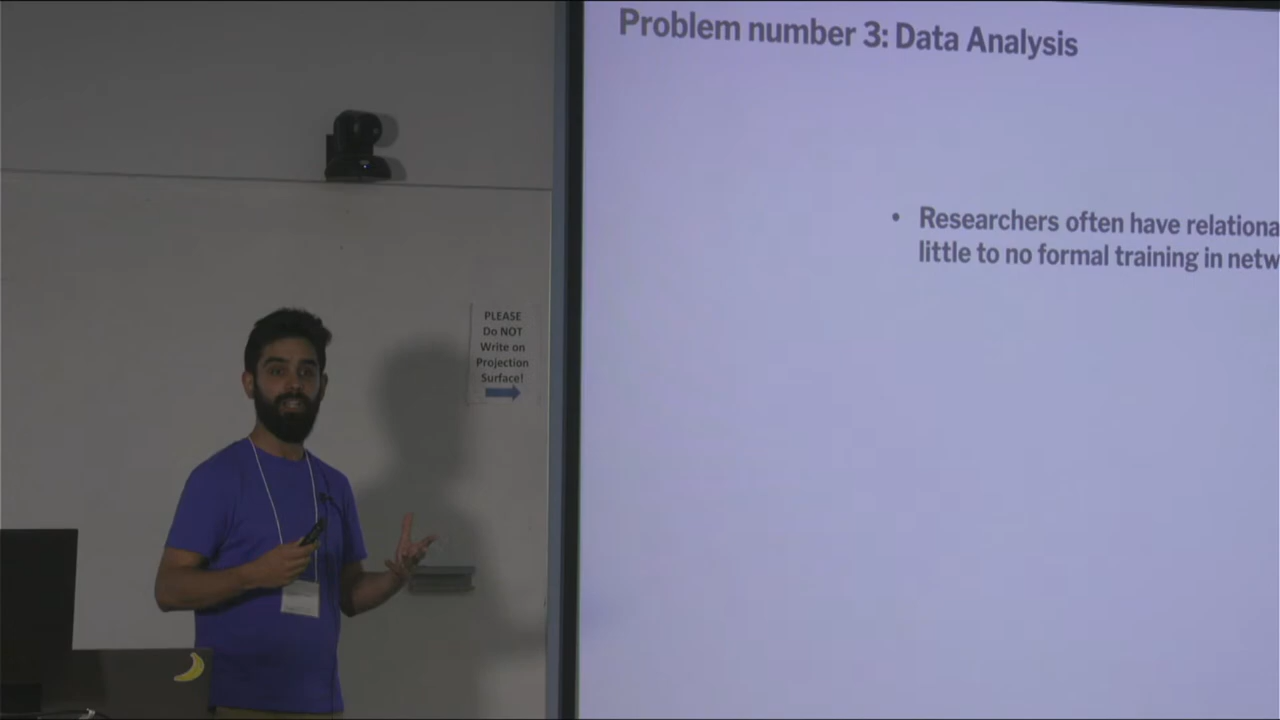 Problem number 3: Data Analysis
• Researchers often have relationa
little to no formal training in netw
PLEASE
Do NOT
Write on
Projection
Surface!